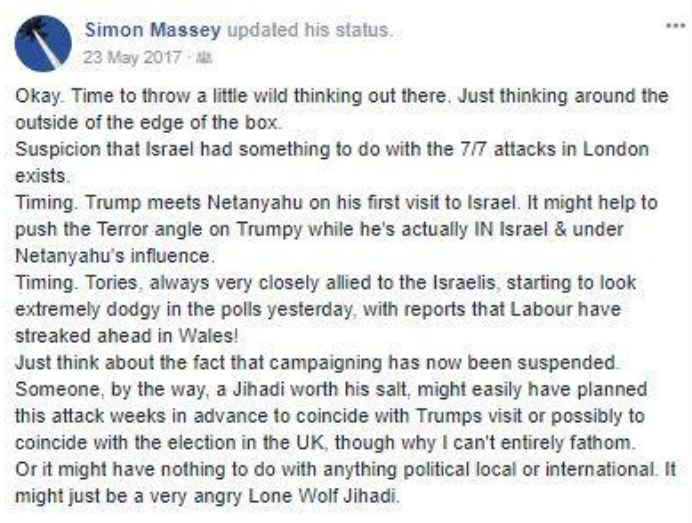 Simon Massey updated his status.
23 May 2017 ·
Okay. Time to throw a little wild thinking out there. Just thinking around the
outside of the edge of the box.
Suspicion that Israel had something to do with the 7/7 attacks in London
exists.
Timing. Trump meets Netanyahu on his first visit to Israel. It might help to
push the Terror angle on Trumpy while he's actually IN Israel & under
Netanyahu's influence.
Timing. Tories, always very closely allied to the Israelis, starting to look
extremely dodgy in the polls yesterday, with reports that Labour have
streaked ahead in Wales!
Just think about the fact that campaigning has now been suspended.
Someone, by the way, a Jihadi worth his salt, might easily have planned
this attack weeks in advance to coincide with Trumps visit or possibly to
coincide with the election in the UK, though why I can't entirely fathom.
Or it might have nothing to do with anything political local or international. It
might just be a very angry Lone Wolf Jihadi.